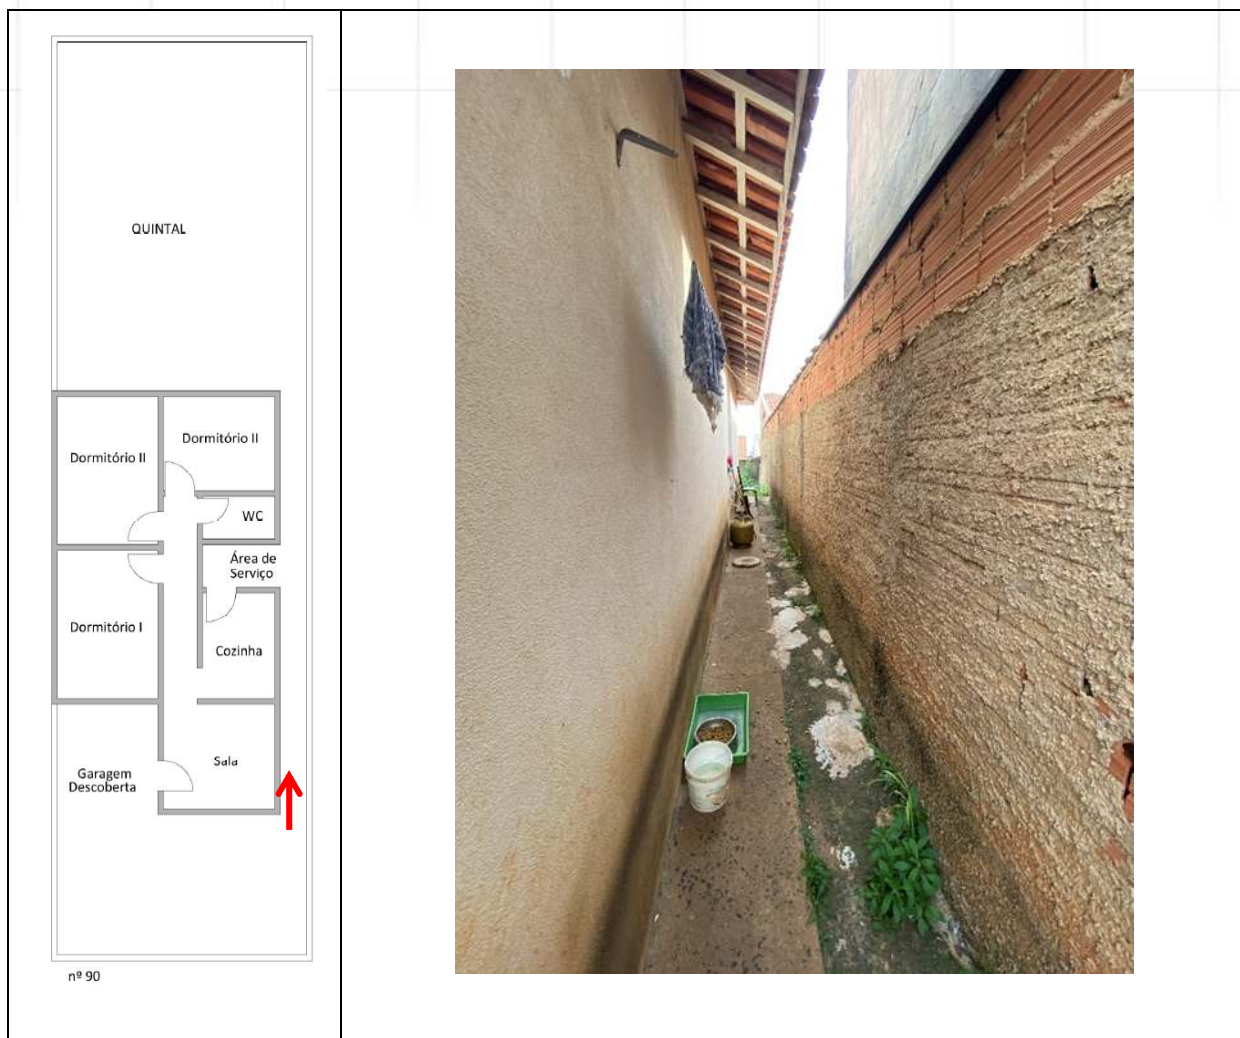 QUINTAL
Dormitório II
Dormitório II
WC
Área de
Serviço
Dormitório I
Cozinha
Sala
Garagem
Descoberta
nº 90